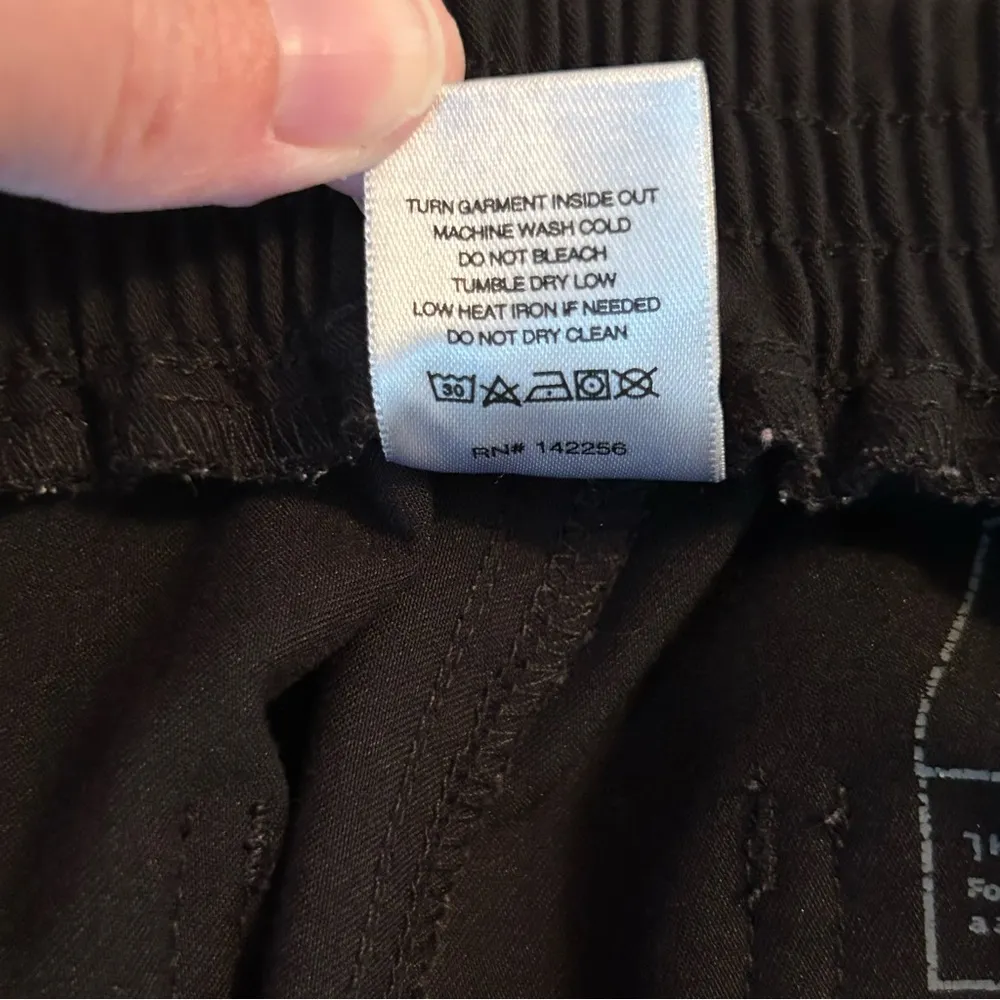 TURN GARMENT INSIDE OUT
MACHINE WASH COLD
DO NOT BLEACH
TUMBLE DRY LOW
LOW HEAT IRON IF NEEDED
DO NOT DRY CLEAN
30
RN# 142256